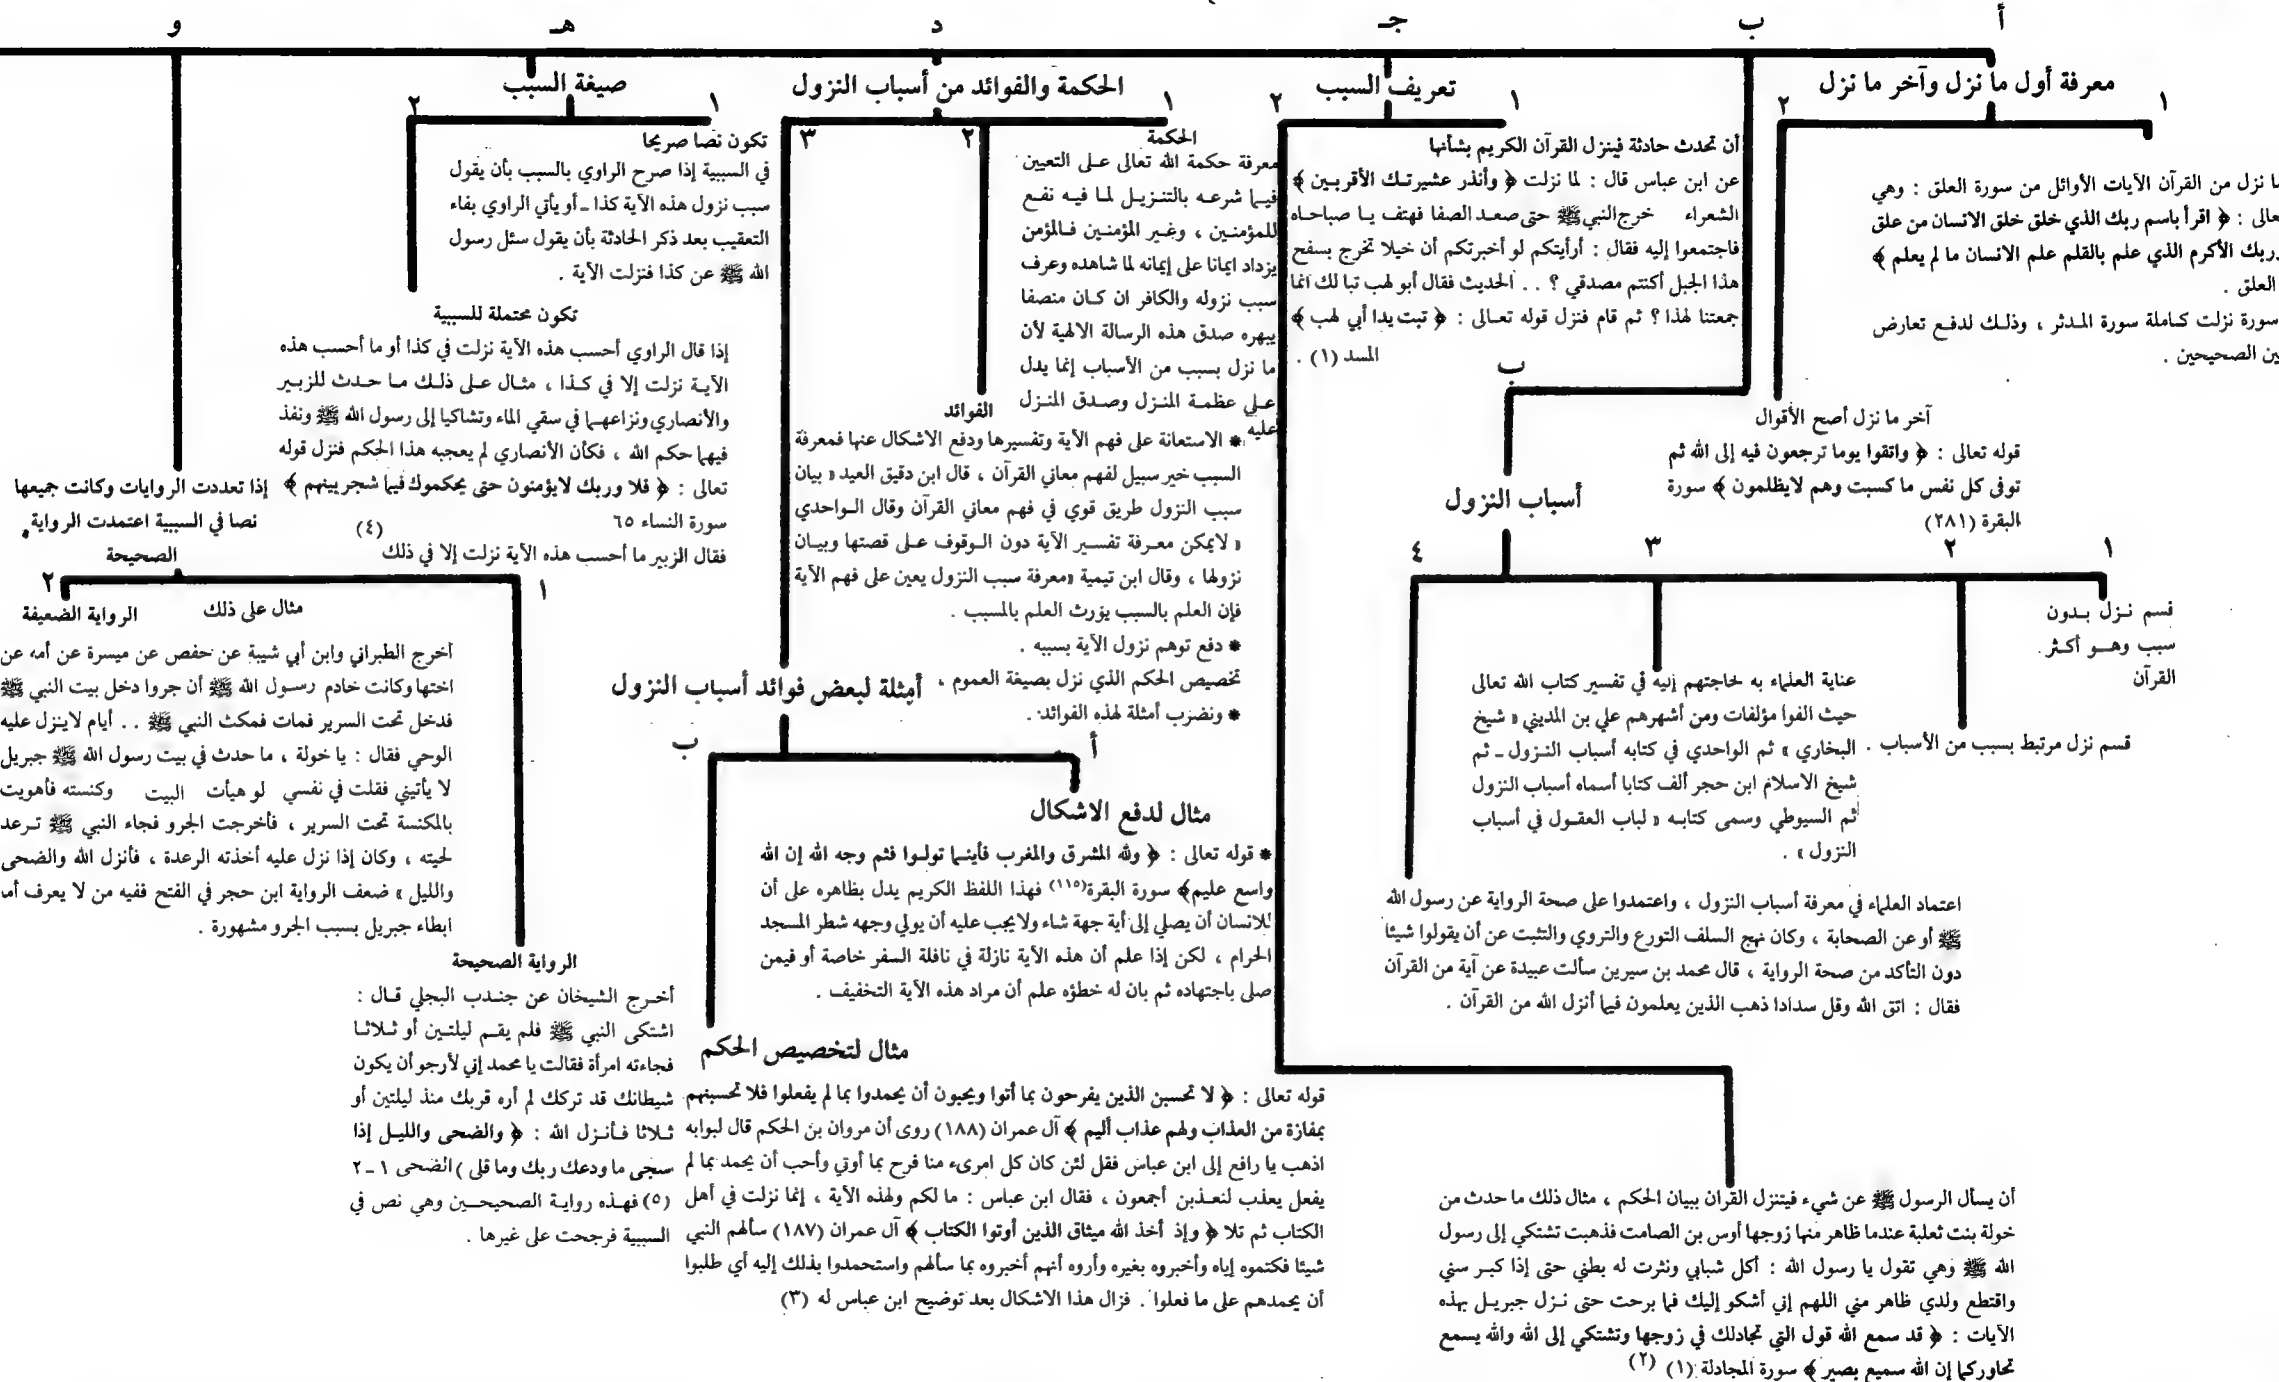 أ
ب
جـ
د
هـ
و
معرفة أول ما نزل وآخر ما نزل
١
٢
ما نزل من القرآن الآيات الأوائل من سورة العلق : وهي
تعالى : ﴿ اقرأ باسم ربك الذي خلق خلق الانسان من علق
وربك الأكرم الذي علم بالقلم علم الانسان ما لم يعلم ﴾
العلق .
سورة نزلت كاملة سورة المدثر ، وذلك لدفع تعارض
بين الصحيحين .
آخر ما نزل أصح الأقوال
قوله تعالى : ﴿ واتقوا يوما ترجعون فيه إلى الله ثم
توفى كل نفس ما كسبت وهم لايظلمون ﴾ سورة
البقرة (٢٨١)
ب
أسباب النزول
١
٢
٣
٤
قسم نزل بدون
سبب وهو أكثر
القرآن
قسم نزل مرتبط بسبب من الأسباب .
عناية العلماء به لحاجتهم إليه في تفسير كتاب الله تعالى
حيث الفوا مؤلفات ومن أشهرهم علي بن المديني « شيخ
البخاري » ثم الواحدي في كتابه أسباب النزول ـ ثم
شيخ الاسلام ابن حجر ألف كتابا أسماه أسباب النزول
ثم السيوطي وسمى كتابه « لباب العقول في أسباب
النزول » .
اعتماد العلماء في معرفة أسباب النزول ، واعتمدوا على صحة الرواية عن رسول الله
ﷺ أو عن الصحابة ، وكان نهج السلف التورع والتروي والتثبت عن أن يقولوا شيئا
دون التأكد من صحة الرواية ، قال محمد بن سيرين سألت عبيدة عن آية من القرآن
فقال : اتق الله وقل سدادا ذهب الذين يعلمون فيما أنزل الله من القرآن .
تعريف السبب
١
٢
أن تحدث حادثة فينزل القرآن الكريم بشأنها
عن ابن عباس قال : لما نزلت ﴿ وأنذر عشيرتك الأقربين ﴾
الشعراء خرج النبي ﷺ حتى صعد الصفا فهتف يا صباحاه
فاجتمعوا إليه فقال : أرأيتكم لو أخبرتكم أن خيلا تخرج بسفح
هذا الجبل أكنتم مصدقي ؟ . . الحديث فقال أبو لهب تبا لك انما
جمعتنا لهذا ؟ ثم قام فنزل قوله تعالى : ﴿ تبت يدا أبي لهب ﴾
المسد (١) .
أن يسأل الرسول ﷺ عن شيء فيتنزل القرآن ببيان الحكم ، مثال ذلك ما حدث من
خولة بنت ثعلبة عندما ظاهر منها زوجها أوس بن الصامت فذهبت تشتكي إلى رسول
الله ﷺ وهي تقول يا رسول الله : أكل شبابي ونثرت له بطني حتى إذا كبر سني
واقتطع ولدي ظاهر مني اللهم إني أشكو إليك فما برحت حتى نزل جبريل بهذه
الآيات : ﴿ قد سمع الله قول التي تجادلك في زوجها وتشتكي إلى الله والله يسمع
تحاوركما إن الله سميع بصير ﴾ سورة المجادلة (١) (٢)
الحكمة والفوائد من أسباب النزول
١
٢
٣
الحكمة
معرفة حكمة الله تعالى على التعيين
فيما شرعه بالتنزيل لما فيه نفع
للمؤمنين ، وغير المؤمنين فالمؤمن
يزداد ايمانا على إيمانه لما شاهده وعرف
سبب نزوله والكافر ان كان منصفا
يبهره صدق هذه الرسالة الالهية لأن
ما نزل بسبب من الأسباب إنما يدل
على عظمة المنزل وصدق المنزل
عليه .
الفوائد
* الاستعانة على فهم الآية وتفسيرها ودفع الاشكال عنها فمعرفة
السبب خير سبيل لفهم معاني القرآن ، قال ابن دقيق العيد « بيان
سبب النزول طريق قوي في فهم معاني القرآن وقال الواحدي
« لايمكن معرفة تفسير الآية دون الوقوف على قصتها وبيان
نزولها ، وقال ابن تيمية «معرفة سبب النزول يعين على فهم الآية
فإن العلم بالسبب يورث العلم بالمسبب .
* دفع توهم نزول الآية بسببه .
تخصيص الحكم الذي نزل بصيغة العموم .
* ونضرب أمثلة لهذه الفوائد .
أمثلة لبعض فوائد أسباب النزول
أ
ب
مثال لدفع الاشكال
* قوله تعالى : ﴿ ولله المشرق والمغرب فأينما تولوا فثم وجه الله إن الله
واسع عليم﴾ سورة البقرة(١١٥) فهذا اللفظ الكريم يدل بظاهره على أن
للانسان أن يصلي إلى أية جهة شاء ولايجب عليه أن يولي وجهه شطر المسجد
الحرام ، لكن إذا علم أن هذه الآية نازلة في نافلة السفر خاصة أو فيمن
صلى باجتهاده ثم بان له خطؤه علم أن مراد هذه الآية التخفيف .
مثال لتخصيص الحكم
قوله تعالى : ﴿ لا تحسبن الذين يفرحون بما أتوا ويحبون أن يحمدوا بما لم يفعلوا فلا تحسبنهم
بمفازة من العذاب ولهم عذاب أليم ﴾ آل عمران (١٨٨) روى أن مروان بن الحكم قال لبوابه
اذهب يا رافع إلى ابن عباس فقل لئن كان كل امرىء منا فرح بما أوتي وأحب أن يحمد بما لم
يفعل يعذب لنعذبن أجمعون ، فقال ابن عباس : ما لكم ولهذه الآية ، إنما نزلت في أهل
الكتاب ثم تلا ﴿ وإذ أخذ الله ميثاق الذين أوتوا الكتاب ﴾ آل عمران (١٨٧) سألهم النبي
شيئا فكتموه إياه وأخبروه بغيره وأروه أنهم أخبروه بما سألهم واستحمدوا بذلك إليه أي طلبوا
أن يحمدهم على ما فعلوا . فزال هذا الاشكال بعد توضيح ابن عباس له (٣)
صيغة السبب
١
٢
تكون نصا صريحا
في السببية إذا صرح الراوي بالسبب بأن يقول
سبب نزول هذه الآية كذا ـ أو يأتي الراوي بفاء
التعقيب بعد ذكر الحادثة بأن يقول سئل رسول
الله ﷺ عن كذا فنزلت الآية .
تكون محتملة للسببية
إذا قال الراوي أحسب هذه الآية نزلت في كذا أو ما أحسب هذه
الآية نزلت إلا في كذا ، مثال على ذلك ما حدث للزبير
والأنصاري ونزاعهما في سقي الماء وتشاكيا إلى رسول الله ﷺ ونفذ
فيهما حكم الله ، فكأن الأنصاري لم يعجبه هذا الحكم فنزل قوله
تعالى : ﴿ فلا وربك لايؤمنون حتى يحكموك فيما شجر بينهم ﴾
سورة النساء ٦٥ (٤)
فقال الزبير ما أحسب هذه الآية نزلت إلا في ذلك
إذا تعددت الروايات وكانت جميعها
نصا في السببية اعتمدت الرواية
الصحيحة
١
٢
مثال على ذلك
الرواية الضعيفة
أخرج الطبراني وابن أبي شيبة عن حفص عن ميسرة عن أمه عن
اختها وكانت خادم رسول الله ﷺ أن جروا دخل بيت النبي ﷺ
فدخل تحت السرير فمات فمكث النبي ﷺ . . أيام لاينزل عليه
الوحي فقال : يا خولة ، ما حدث في بيت رسول الله ﷺ جبريل
لا يأتيني فقلت في نفسي لو هيأت البيت وكنسته فأهويت
بالمكنسة تحت السرير ، فأخرجت الجرو فجاء النبي ﷺ ترعد
لحيته ، وكان إذا نزل عليه أخذته الرعدة ، فأنزل الله والضحى
والليل » ضعف الرواية ابن حجر في الفتح ففيه من لا يعرف أما
ابطاء جبريل بسبب الجرو مشهورة .
الرواية الصحيحة
أخرج الشيخان عن جندب البجلي قال :
اشتكى النبي ﷺ فلم يقم ليلتين أو ثلاثا
فجاءته امرأة فقالت يا محمد إني لأرجو أن يكون
شيطانك قد تركك لم أره قربك منذ ليلتين أو
ثلاثا فأنزل الله : ﴿ والضحى والليل إذا
سجى ما ودعك ربك وما قلى ) الضحى ١ ـ ٢
(٥) فهذه رواية الصحيحين وهي نص في
السببية فرجحت على غيرها .